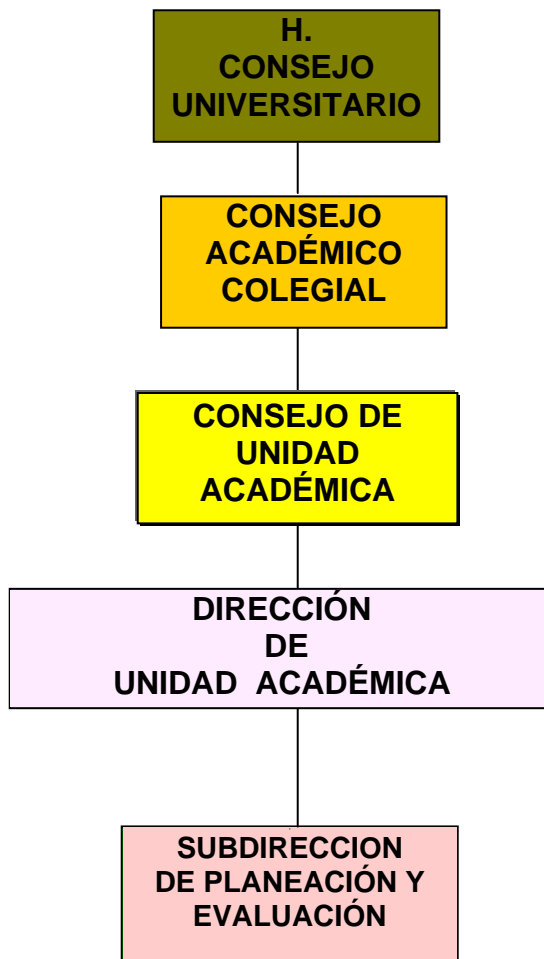 H.
CONSEJO
UNIVERSITARIO
CONSEJO
ACADÉMICO
COLEGIAL
CONSEJO DE
UNIDAD
ACADÉMICA
DIRECCIÓN
DE
UNIDAD ACADÉMICA
SUBDIRECCION
DE PLANEACIÓN Y
EVALUACIÓN